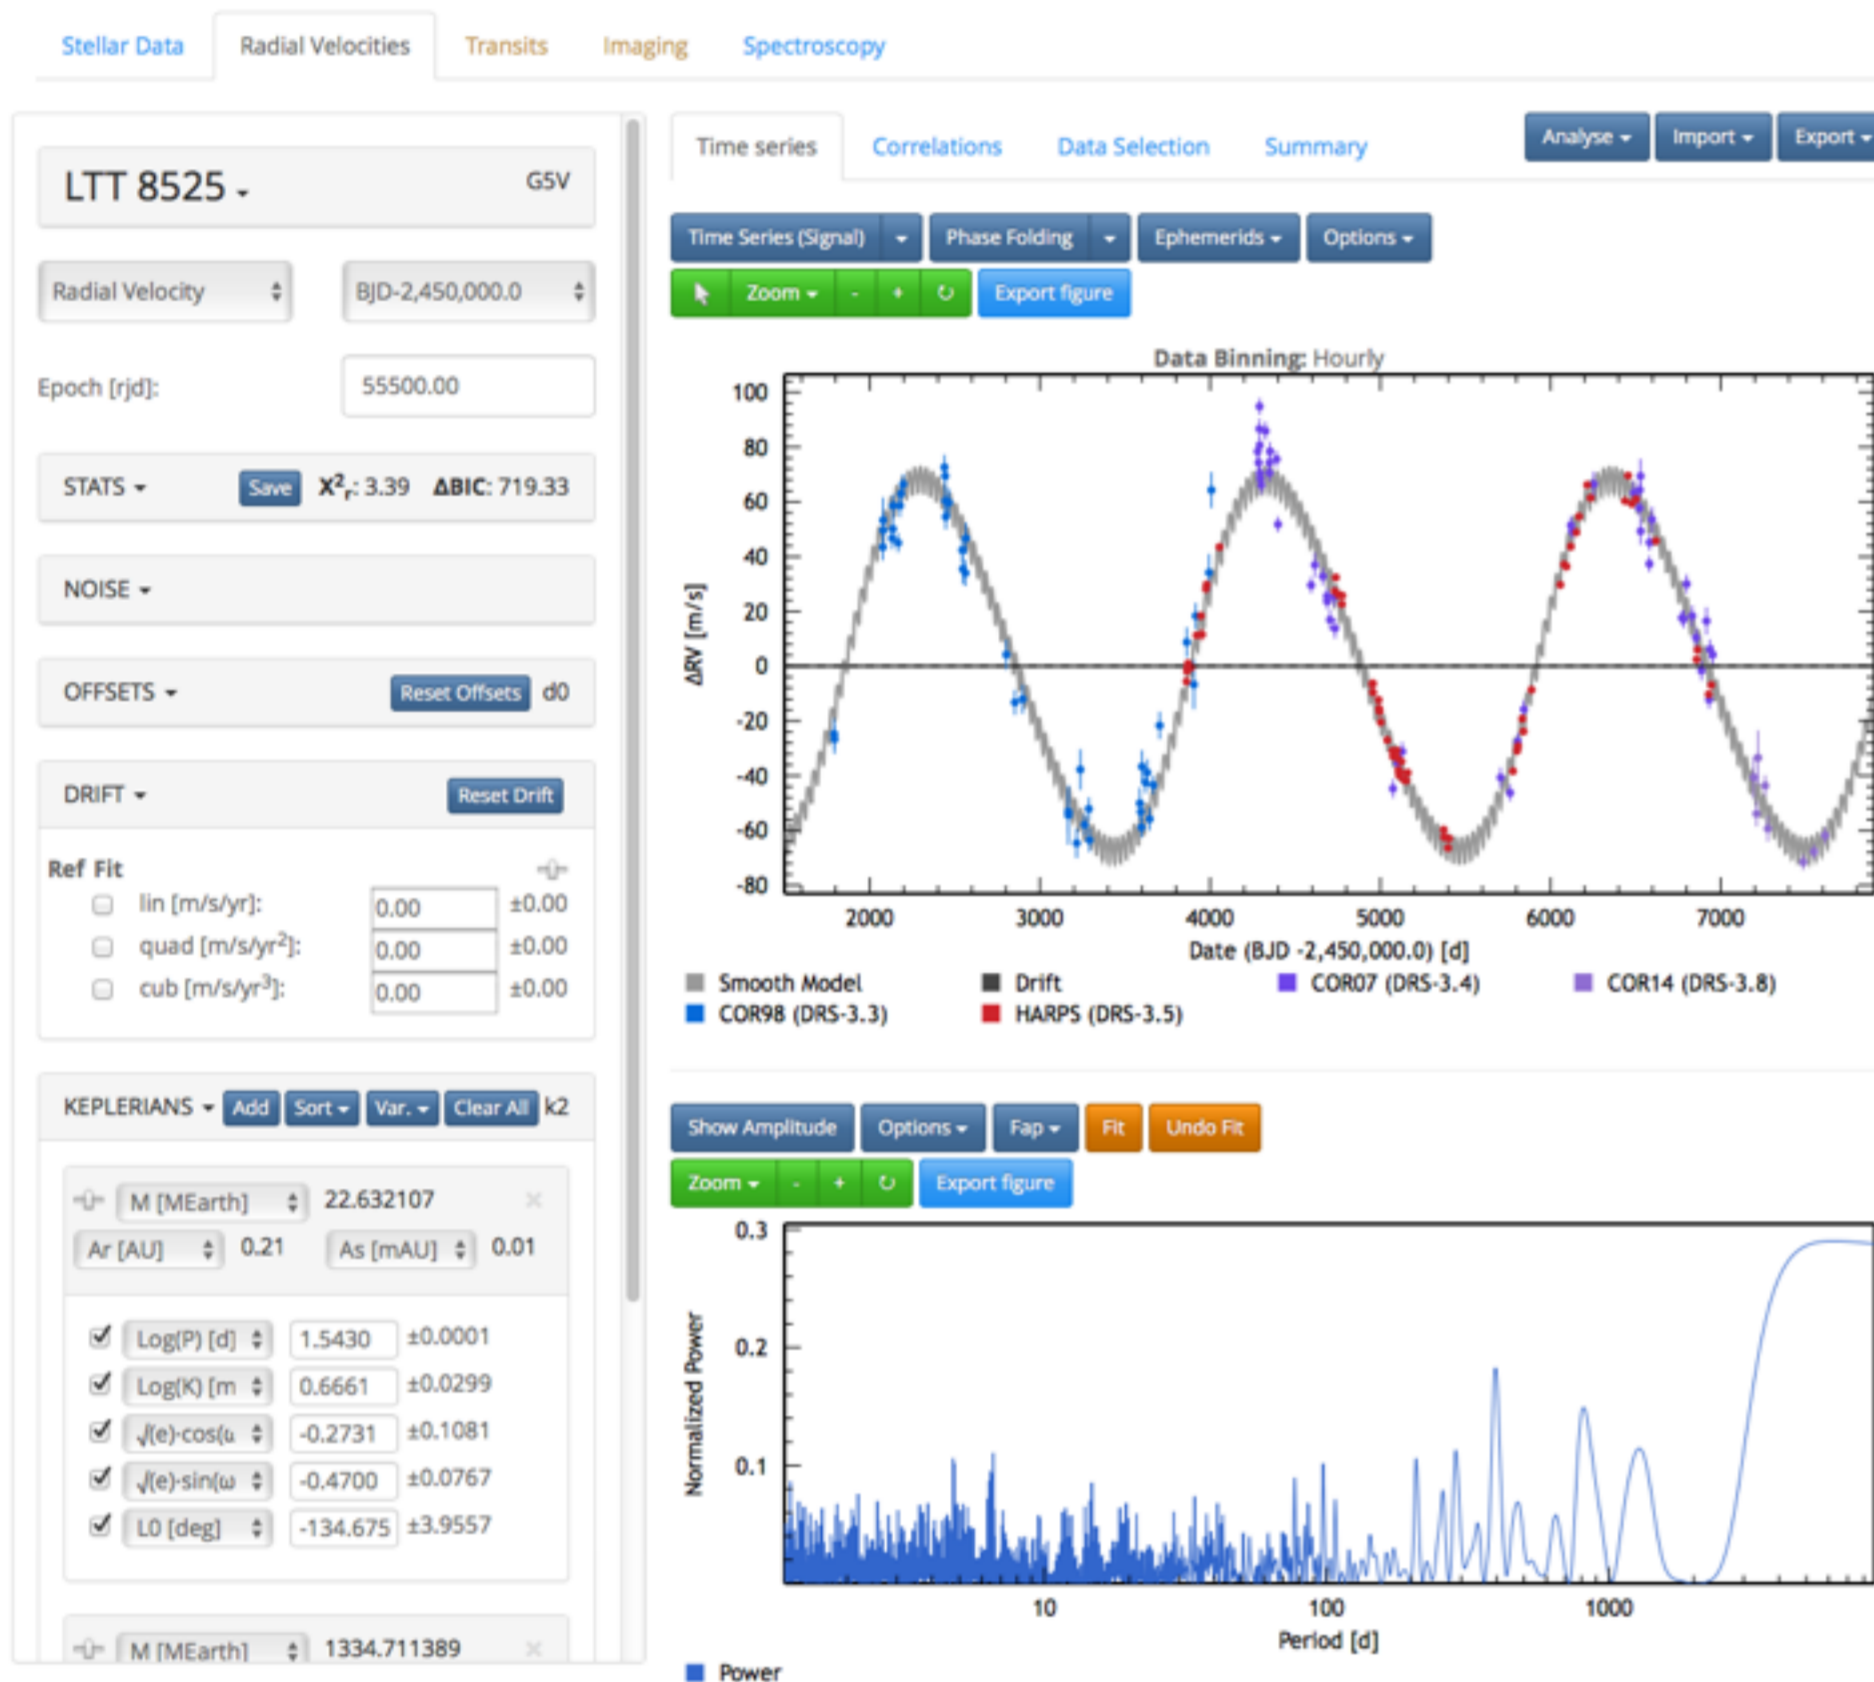 Stellar Data Radial Velocities Transits Imaging Spectroscopy
LTT 8525 G5V
Radial Velocity BJD-2,450,000.0
Epoch [rjd]: 55500.00
STATS Save X²r: 3.39 ΔBIC: 719.33
NOISE
OFFSETS Reset Offsets d0
DRIFT Reset Drift
Ref Fit
lin [m/s/yr]: 0.00 ±0.00
quad [m/s/yr²]: 0.00 ±0.00
cub [m/s/yr³]: 0.00 ±0.00
KEPLERIANS Add Sort Var. Clear All k2
M [MEarth] 22.632107
Ar [AU] 0.21 As [mAU] 0.01
Log(P) [d] 1.5430 ±0.0001
Log(K) [m 0.6661 ±0.0299
√(e)·cos(ω -0.2731 ±0.1081
√(e)·sin(ω -0.4700 ±0.0767
L0 [deg] -134.675 ±3.9557
M [MEarth] 1334.711389
Time series Correlations Data Selection Summary Analyse Import Export
Time Series (Signal) Phase Folding Ephemerids Options
Zoom - + ↻ Export figure
Data Binning: Hourly
100
80
60
40
20
0
-20
-40
-60
-80
ΔRV [m/s]
2000 3000 4000 5000 6000 7000
Date (BJD -2,450,000.0) [d]
Smooth Model Drift COR07 (DRS-3.4) COR14 (DRS-3.8)
COR98 (DRS-3.3) HARPS (DRS-3.5)
Show Amplitude Options Fap Fit Undo Fit
Zoom - + ↻ Export figure
0.3
0.2
0.1
Normalized Power
10 100 1000
Period [d]
Power